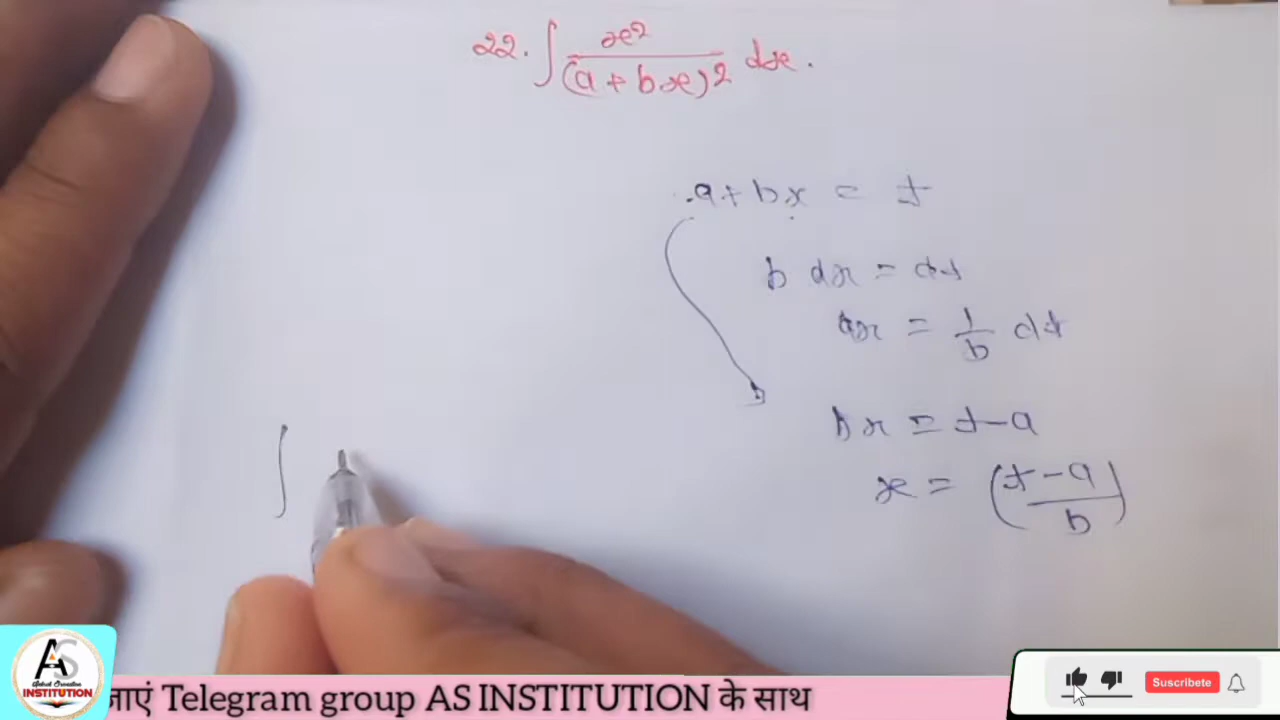 22. ∫ x² / (a + bx)² dx.
a + bx = t
b dx = dt
dx = 1/b dt
bx = t - a
x = ((t - a) / b)
∫
AS
INSTITUTION
जाएं Telegram group AS INSTITUTION के साथ
Suscribete